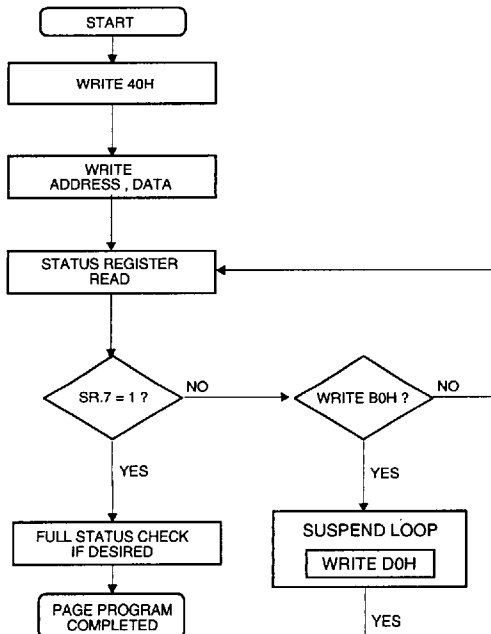 START
WRITE 40H
WRITE
ADDRESS , DATA
STATUS REGISTER
READ
SR.7 = 1 ?
NO
WRITE B0H ?
NO
YES
YES
FULL STATUS CHECK
IF DESIRED
SUSPEND LOOP
WRITE D0H
PAGE PROGRAM
COMPLETED
YES